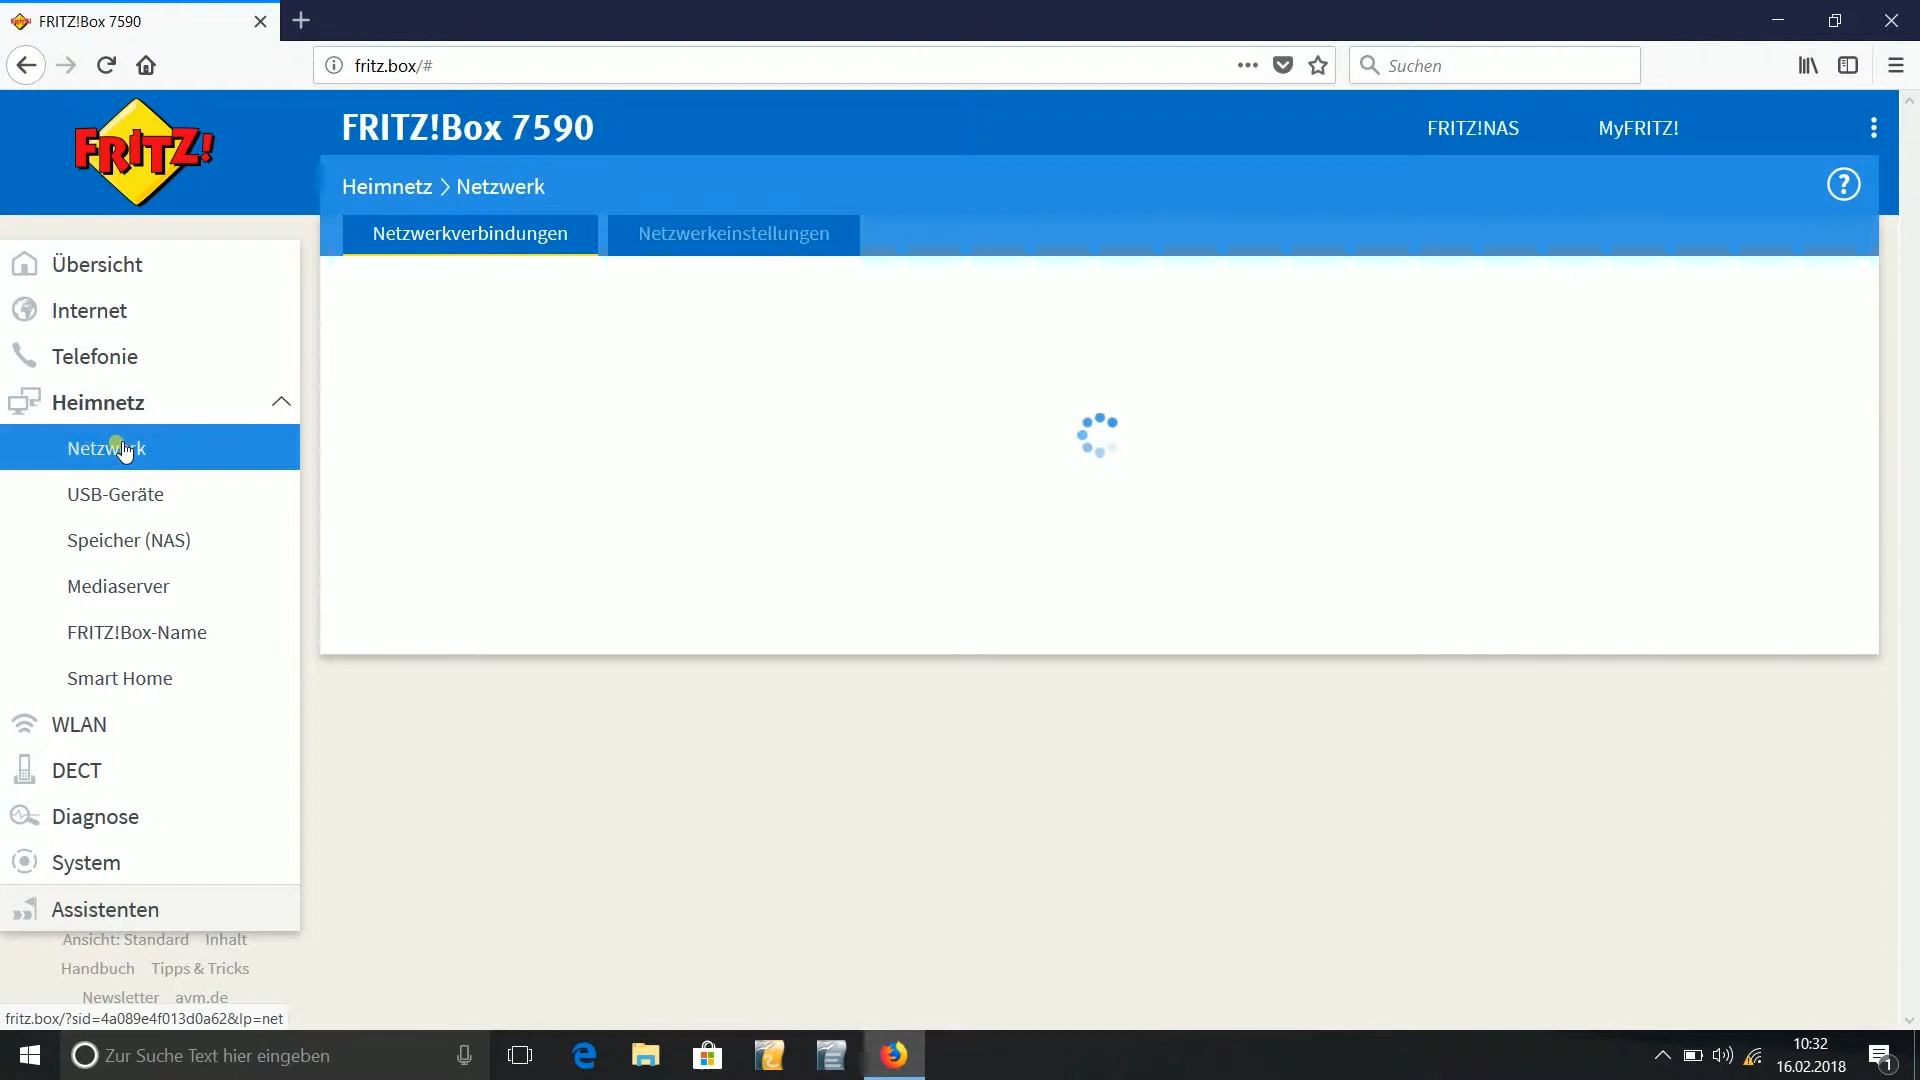 FRITZ!Box 7590
fritz.box/#
Suchen
FRITZ!
FRITZ!Box 7590
FRITZ!NAS
MyFRITZ!
Heimnetz > Netzwerk
Netzwerkverbindungen
Netzwerkeinstellungen
Übersicht
Internet
Telefonie
Heimnetz
Netzwerk
USB-Geräte
Speicher (NAS)
Mediaserver
FRITZ!Box-Name
Smart Home
WLAN
DECT
Diagnose
System
Assistenten
Ansicht: Standard Inhalt
Handbuch Tipps & Tricks
Newsletter avm.de
fritz.box/?sid=4a089e4f013d0a62&lp=net
Zur Suche Text hier eingeben
10:32
16.02.2018
1